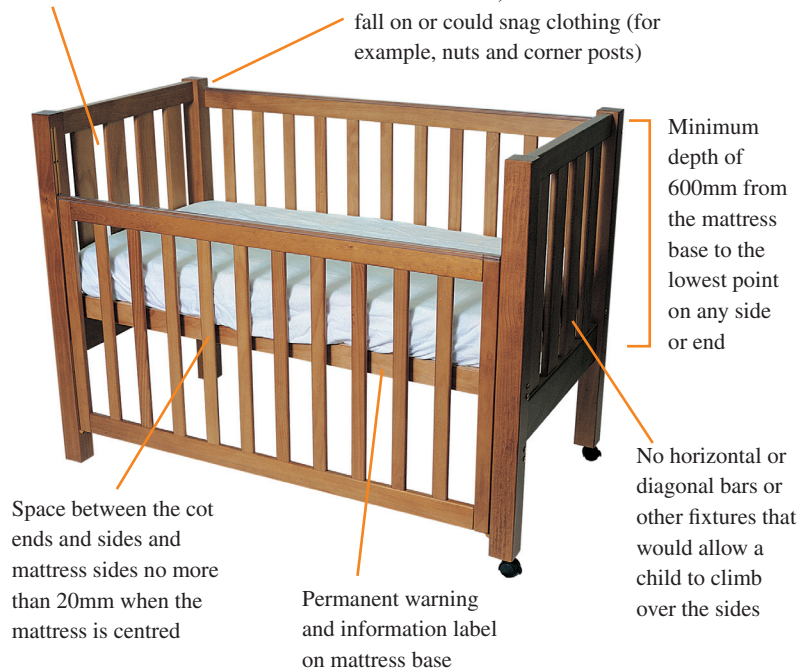 fall on or could snag clothing (for
example, nuts and corner posts)
Minimum
depth of
600mm from
the mattress
base to the
lowest point
on any side
or end
No horizontal or
diagonal bars or
other fixtures that
would allow a
child to climb
over the sides
Space between the cot
ends and sides and
mattress sides no more
than 20mm when the
mattress is centred
Permanent warning
and information label
on mattress base